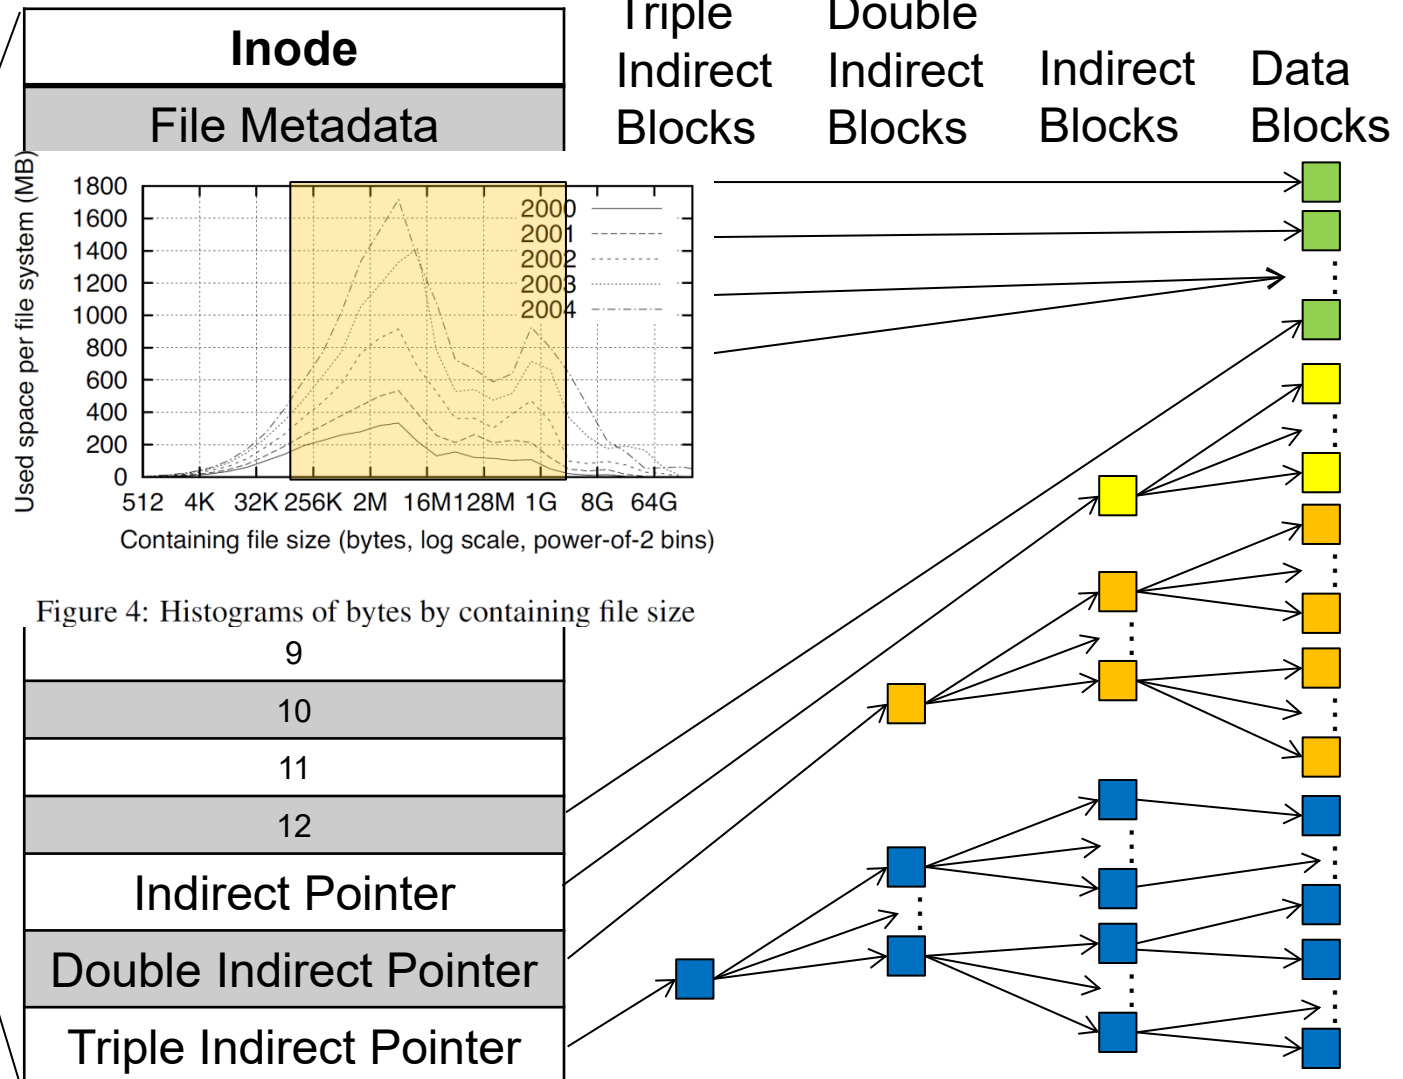 Inode
File Metadata
Triple
Indirect
Blocks
Double
Indirect
Blocks
Indirect
Blocks
Data
Blocks
Used space per file system (MB)
1800
1600
1400
1200
1000
800
600
400
200
0
2000
2001
2002
2003
2004
512 4K 32K 256K 2M 16M 128M 1G 8G 64G
Containing file size (bytes, log scale, power-of-2 bins)
Figure 4: Histograms of bytes by containing file size
9
10
11
12
Indirect Pointer
Double Indirect Pointer
Triple Indirect Pointer